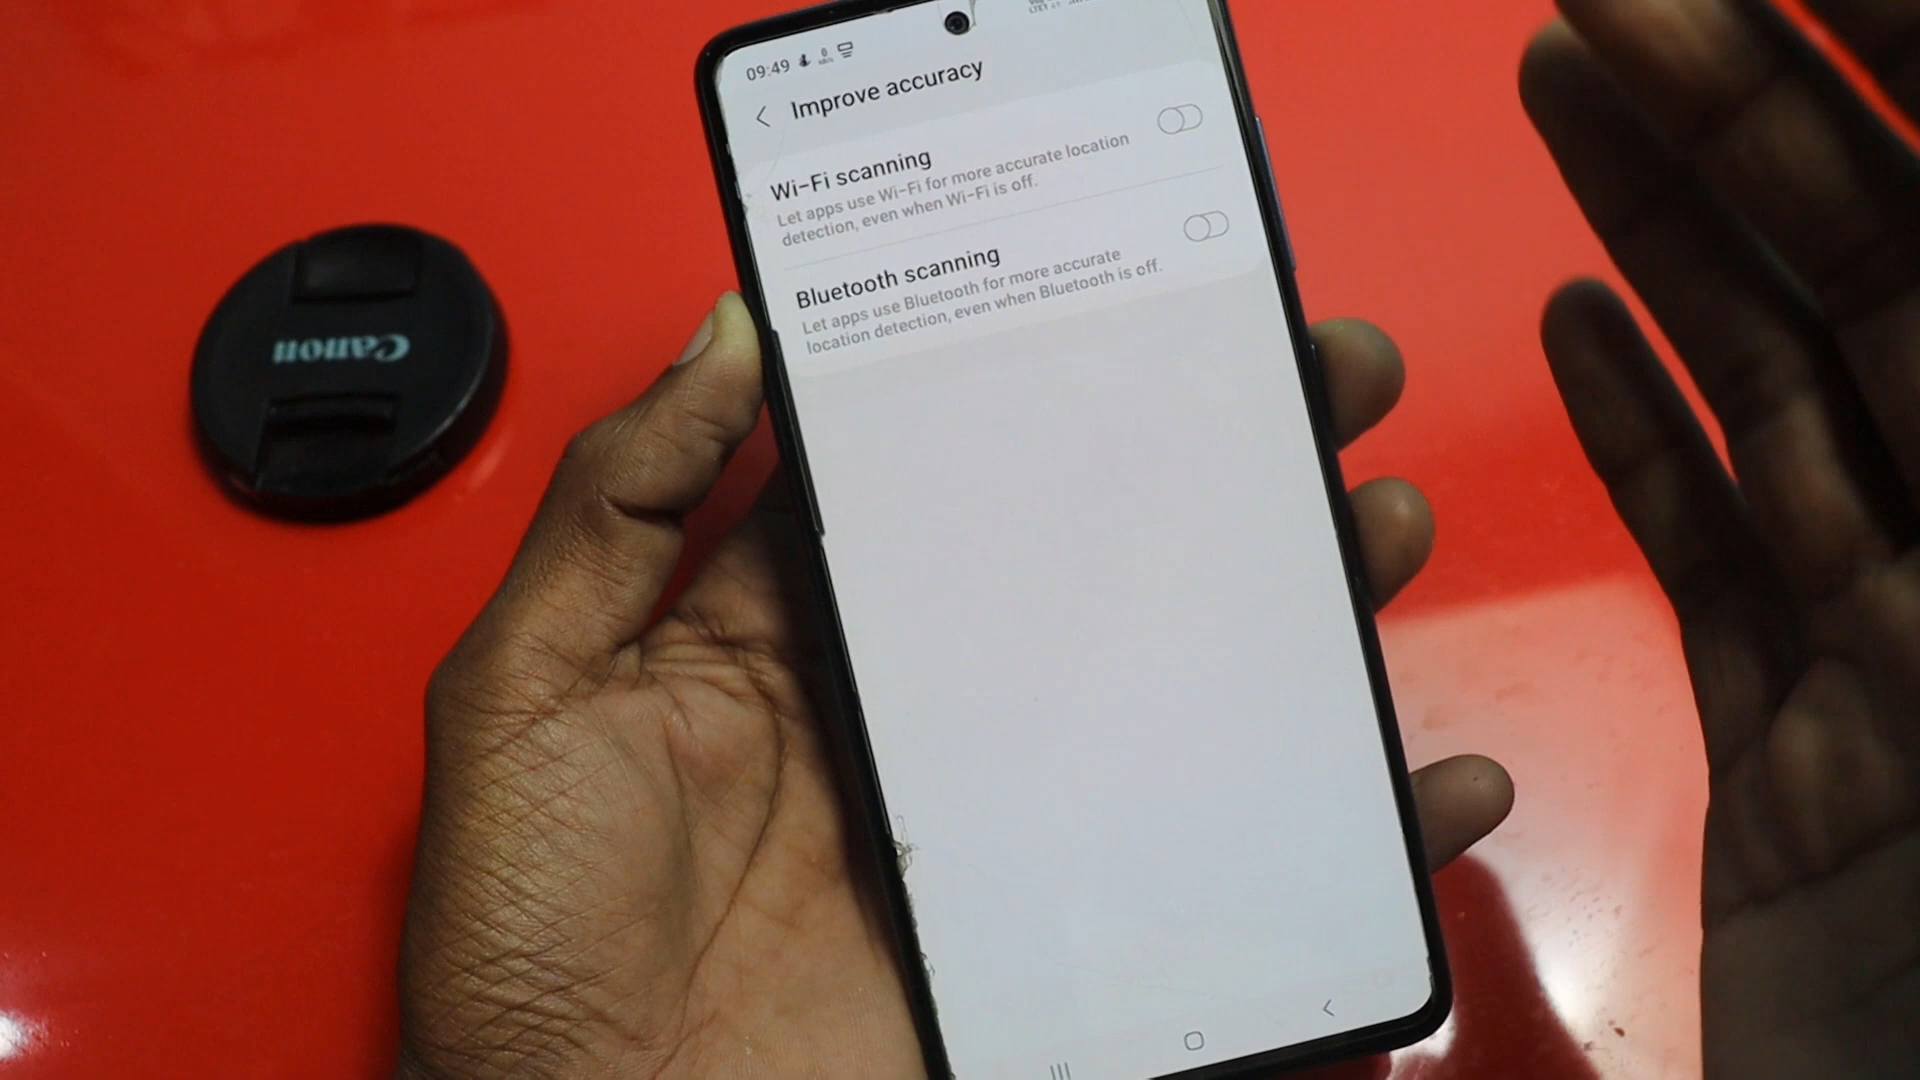 09:49
Improve accuracy
Wi-Fi scanning
Let apps use Wi-Fi for more accurate location
detection, even when Wi-Fi is off.
Bluetooth scanning
Let apps use Bluetooth for more accurate
location detection, even when Bluetooth is off.
Canon